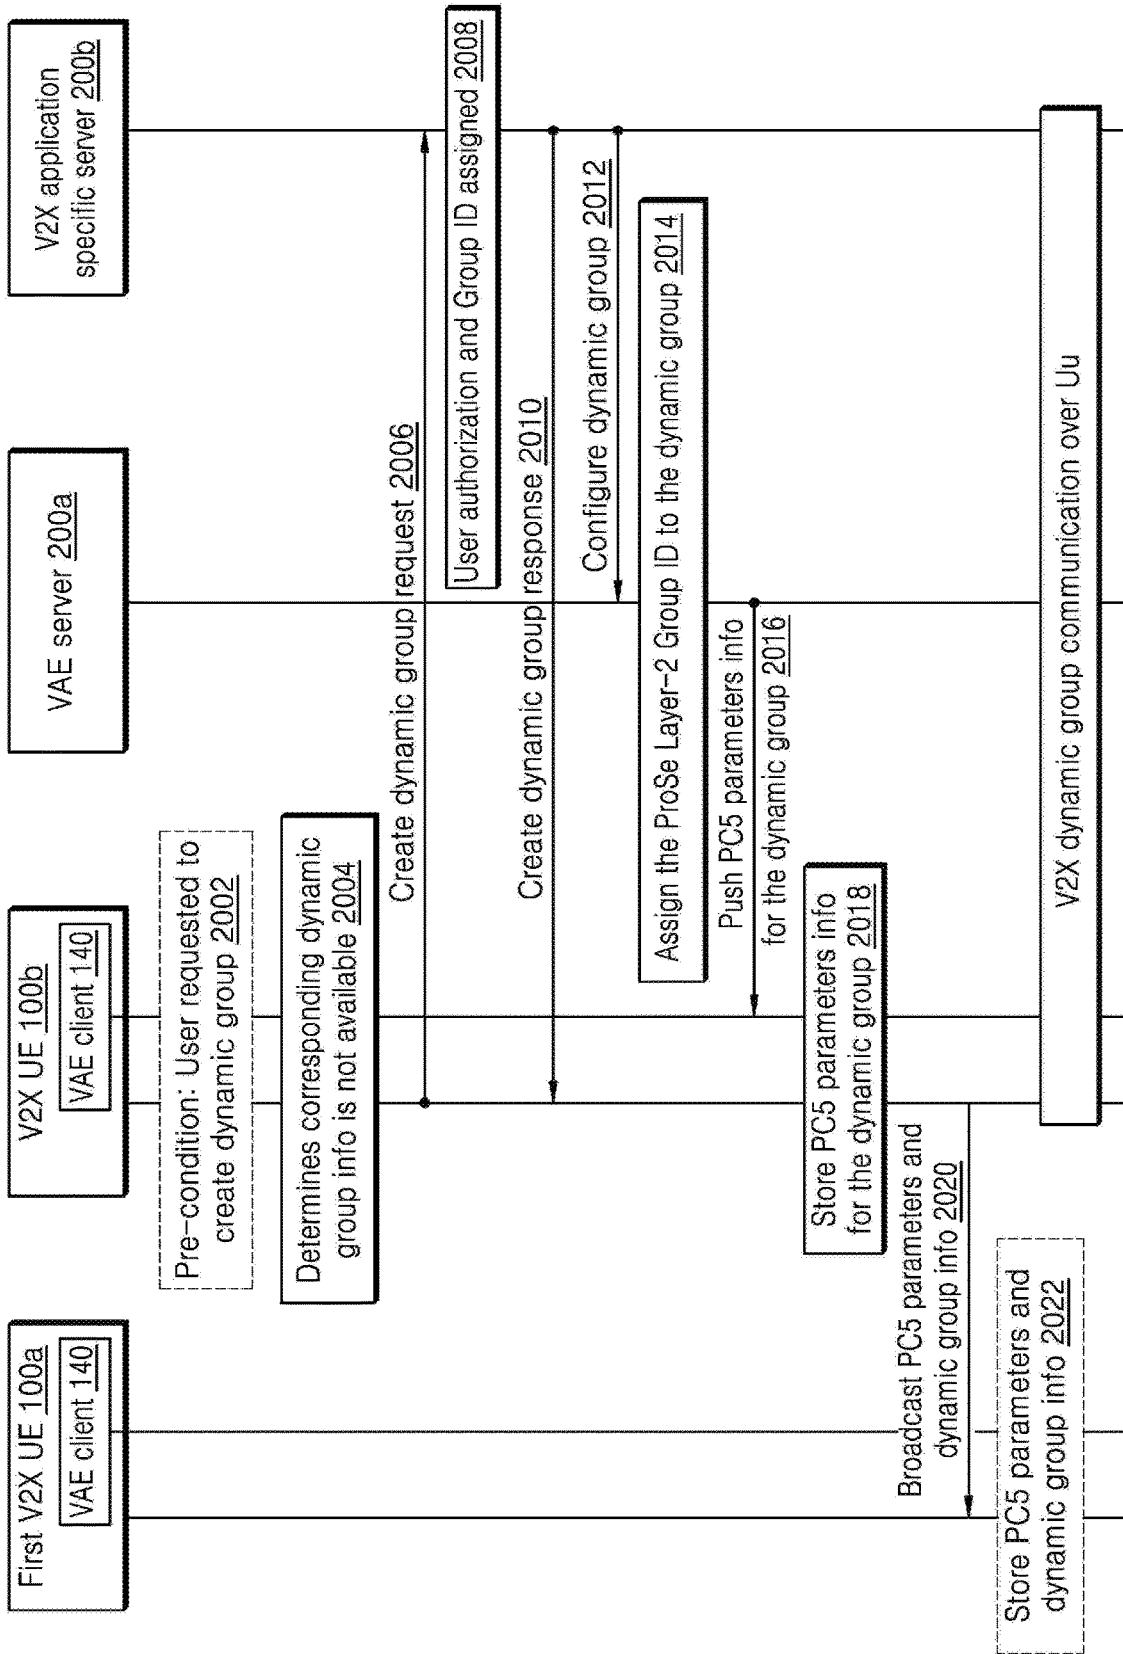 First V2X UE 100a
VAE client 140
V2X UE 100b
VAE client 140
VAE server 200a
V2X application
specific server 200b
Pre-condition: User requested to
create dynamic group 2002
Determines corresponding dynamic
group info is not available 2004
Create dynamic group request 2006
User authorization and Group ID assigned 2008
Create dynamic group response 2010
Configure dynamic group 2012
Assign the ProSe Layer-2 Group ID to the dynamic group 2014
Push PC5 parameters info
for the dynamic group 2016
Store PC5 parameters info
for the dynamic group 2018
Broadcast PC5 parameters and
dynamic group info 2020
Store PC5 parameters and
dynamic group info 2022
V2X dynamic group communication over Uu